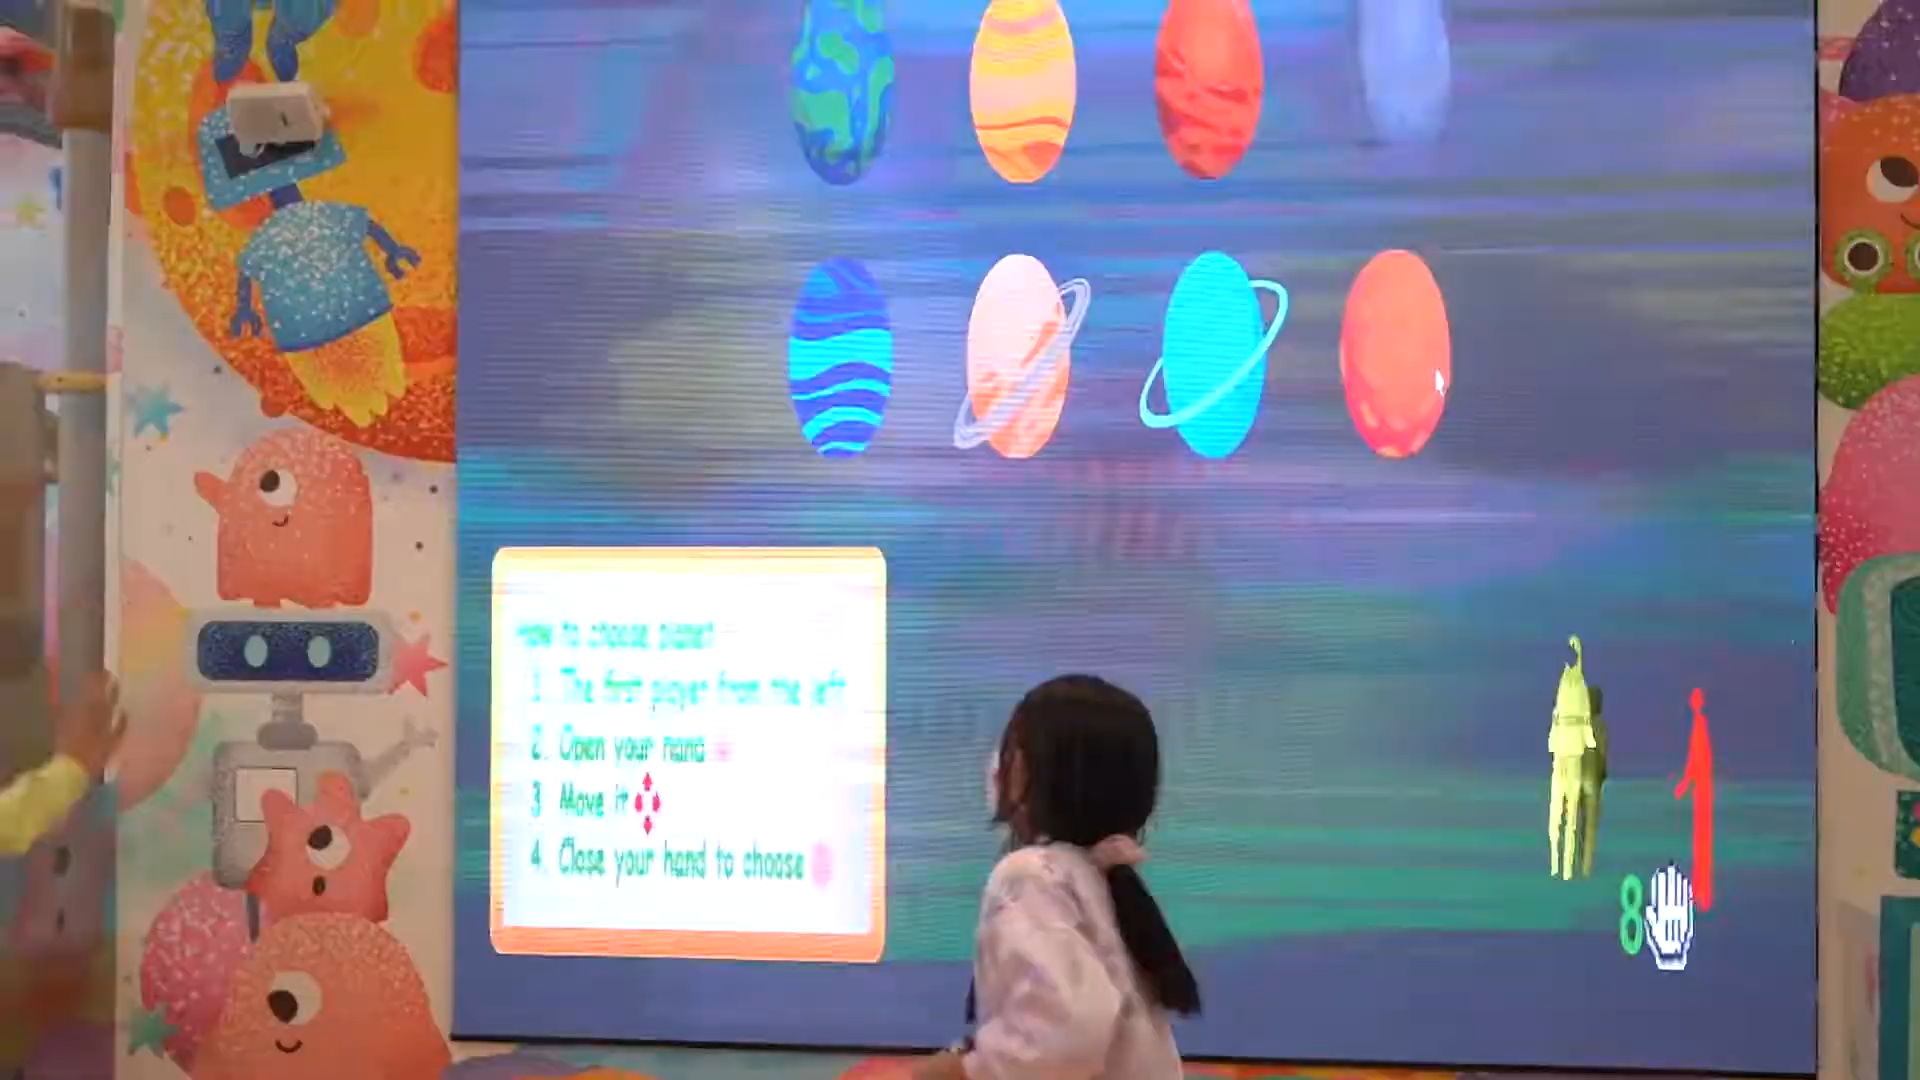 How to choose planet
1. The first player from the left
2. Open your hand
3. Move it
4. Close your hand to choose
8